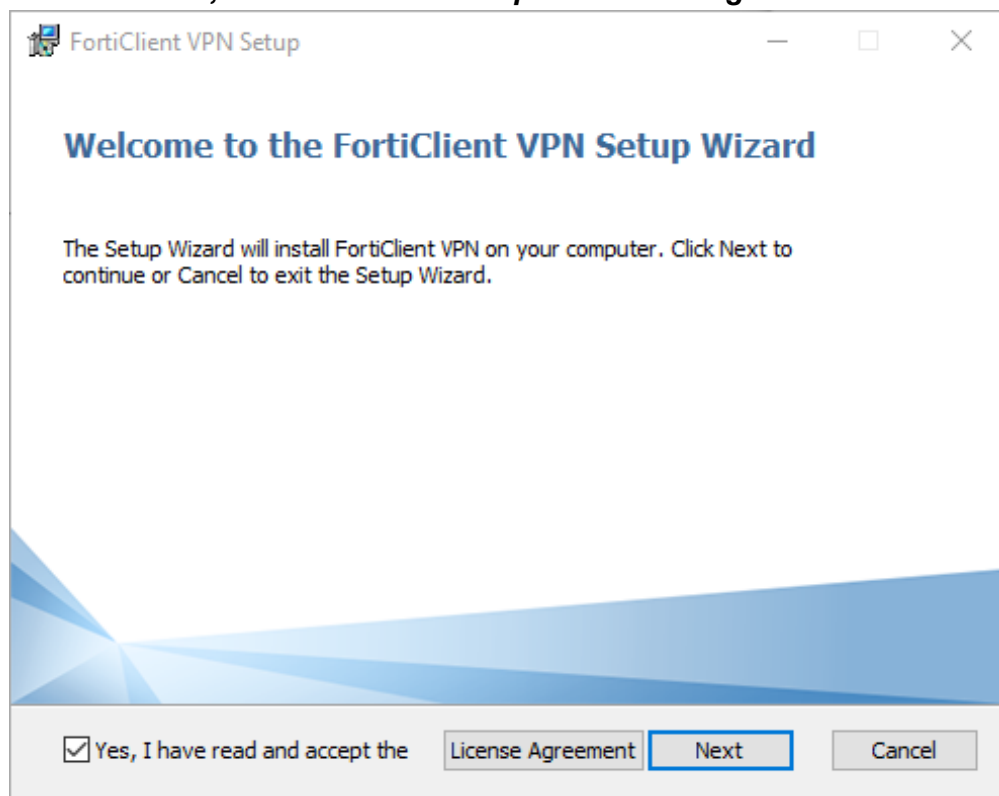 FortiClient VPN Setup
Welcome to the FortiClient VPN Setup Wizard
The Setup Wizard will install FortiClient VPN on your computer. Click Next to
continue or Cancel to exit the Setup Wizard.
Yes, I have read and accept the License Agreement Next Cancel